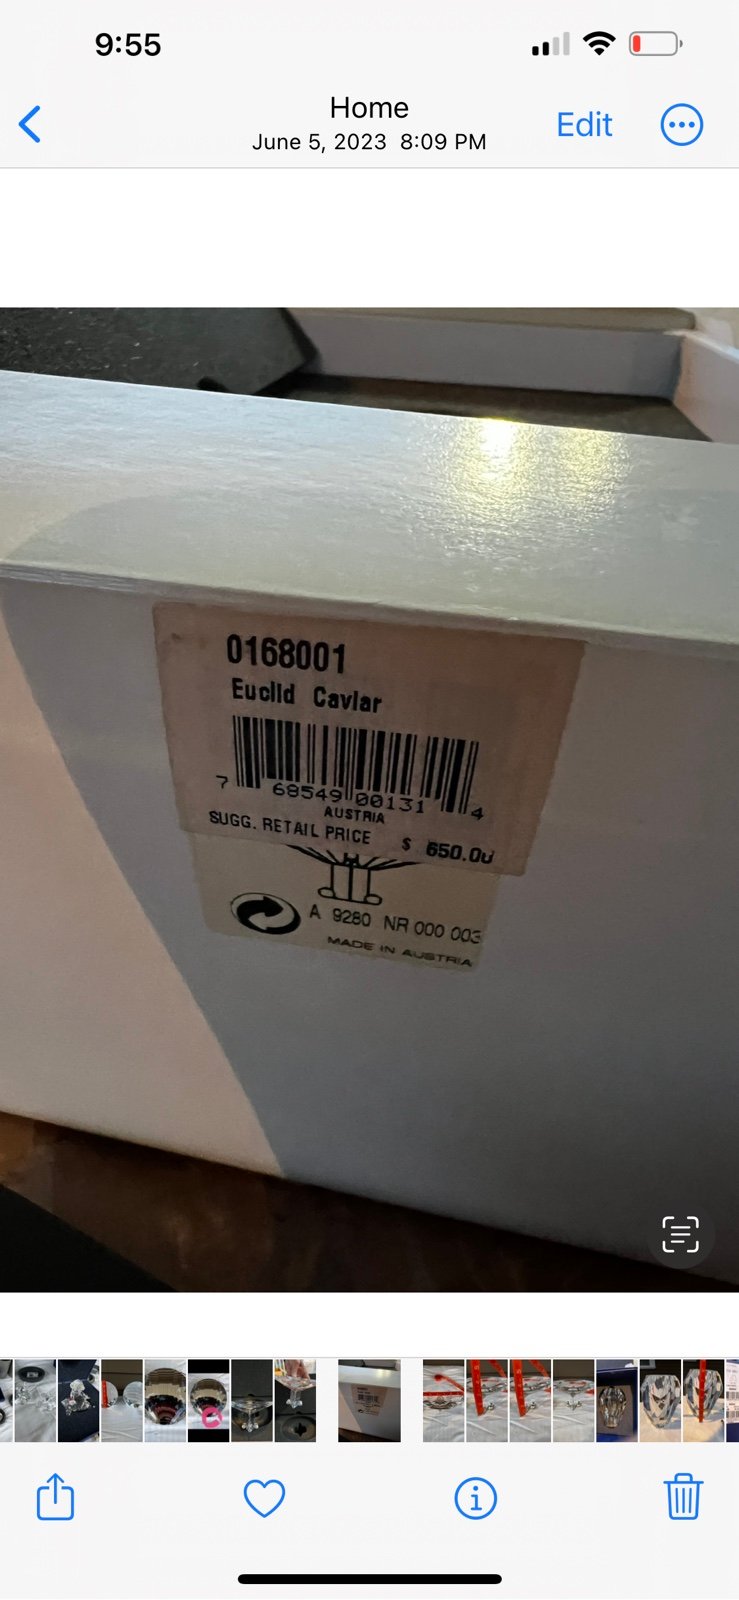 9:55
Home
June 5, 2023 8:09 PM
Edit
0168001
Euclid Caviar
7 68549 00131 4
AUSTRIA
SUGG. RETAIL PRICE $ 650.00
A 9280 NR 000 003
MADE IN AUSTRIA